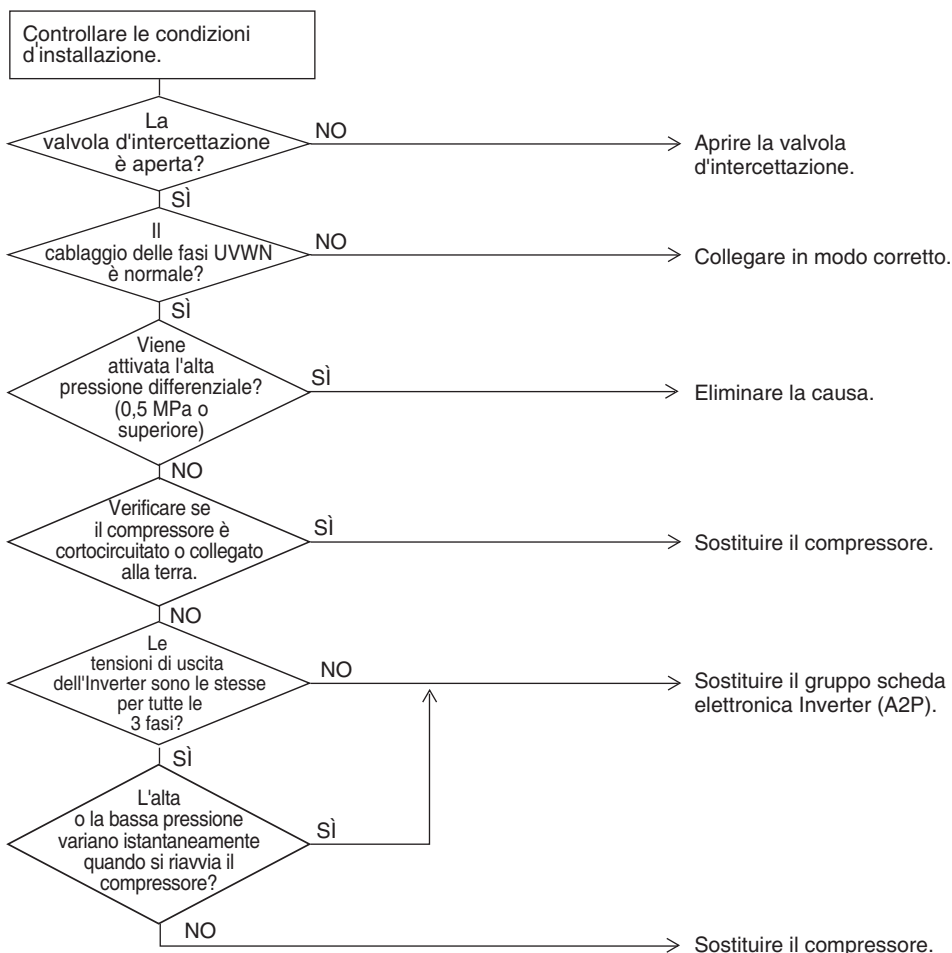 Controllare le condizioni
d'installazione.
La
valvola d'intercettazione
è aperta?
NO
Aprire la valvola
d'intercettazione.
SÌ
Il
cablaggio delle fasi UVWN
è normale?
NO
Collegare in modo corretto.
SÌ
Viene
attivata l'alta
pressione differenziale?
(0,5 MPa o
superiore)
SÌ
Eliminare la causa.
NO
Verificare se
il compressore è
cortocircuitato o collegato
alla terra.
SÌ
Sostituire il compressore.
NO
Le
tensioni di uscita
dell'Inverter sono le stesse
per tutte le
3 fasi?
NO
Sostituire il gruppo scheda
elettronica Inverter (A2P).
SÌ
L'alta
o la bassa pressione
variano istantaneamente
quando si riavvia il
compressore?
SÌ
NO
Sostituire il compressore.